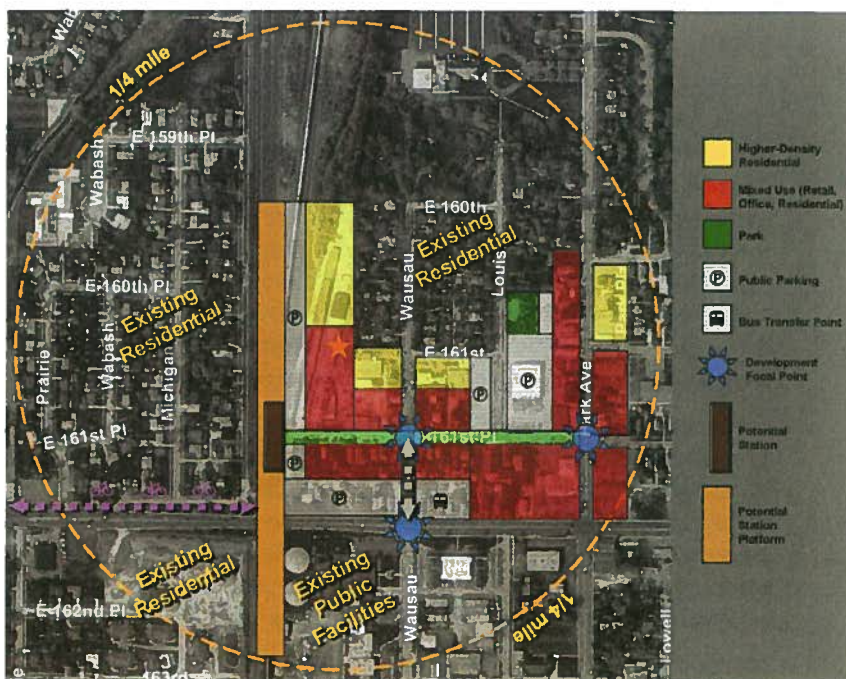 Wabash
1/4 mile
E 159th Pl
Wabash
E 160th
Existing
Residential
Wausau
Louis
E 160th Pl
Existing
Residential
Prairie
Wabash
Michigan
E 161st
P
P
P
Park Ave
E 161st Pl
161st Pl
P
P
Existing
Residential
Existing
Public
Facilities
Wausau
1/4 mile
E 162nd Pl
163rd
Lowell
Higher-Density
Residential
Mixed Use (Retail,
Office, Residential)
Park
P
Public Parking
Bus Transfer Point
Development
Focal Point
Potential
Station
Potential
Station
Platform